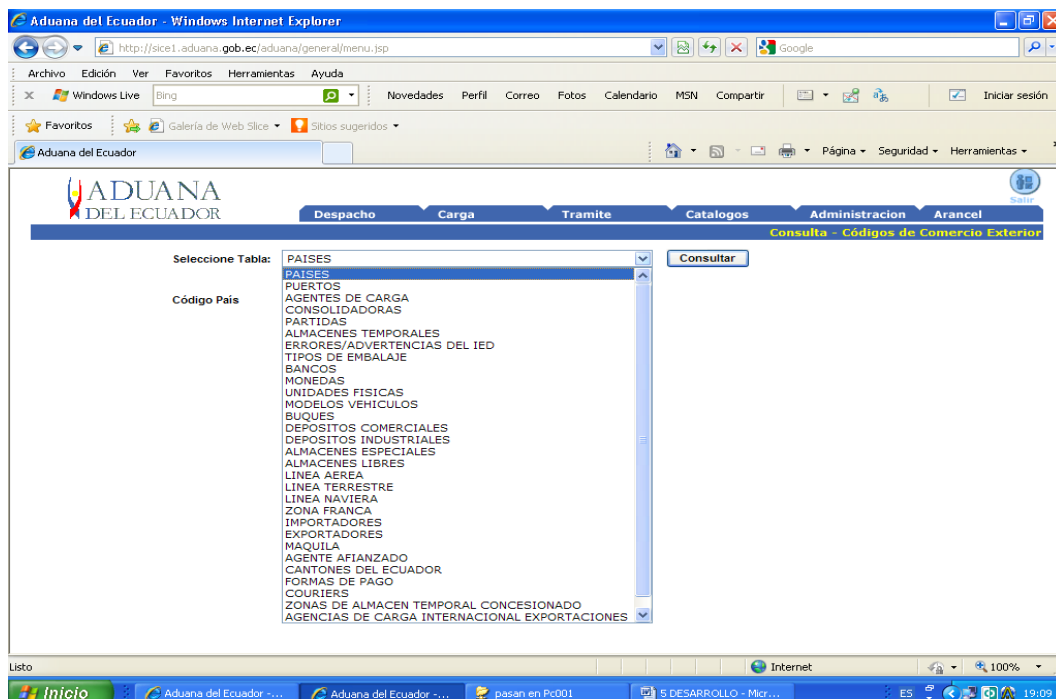 Aduana del Ecuador - Windows Internet Explorer
http://sice1.aduana.gob.ec/aduana/general/menu.jsp
Google
Archivo Edición Ver Favoritos Herramientas Ayuda
Windows Live Bing Novedades Perfil Correo Fotos Calendario MSN Compartir Iniciar sesión
Favoritos Galería de Web Slice Sitios sugeridos
Aduana del Ecuador Página Seguridad Herramientas
ADUANA
DEL ECUADOR
Salir
Despacho Carga Tramite Catalogos Administracion Arancel
Consulta - Códigos de Comercio Exterior
Seleccione Tabla: PAISES Consultar
Código País
PAISES
PUERTOS
AGENTES DE CARGA
CONSOLIDADORAS
PARTIDAS
ALMACENES TEMPORALES
ERRORES/ADVERTENCIAS DEL IED
TIPOS DE EMBALAJE
BANCOS
MONEDAS
UNIDADES FISICAS
MODELOS VEHICULOS
BUQUES
DEPOSITOS COMERCIALES
DEPOSITOS INDUSTRIALES
ALMACENES ESPECIALES
ALMACENES LIBRES
LINEA AEREA
LINEA TERRESTRE
LINEA NAVIERA
ZONA FRANCA
IMPORTADORES
EXPORTADORES
MAQUILA
AGENTE AFIANZADO
CANTONES DEL ECUADOR
FORMAS DE PAGO
COURIERS
ZONAS DE ALMACEN TEMPORAL CONCESIONADO
AGENCIAS DE CARGA INTERNACIONAL EXPORTACIONES
Listo Internet 100%
Inicio Aduana del Ecuador -... Aduana del Ecuador -... pasan en Pc001 5 DESARROLLO - Micr... ES 19:09